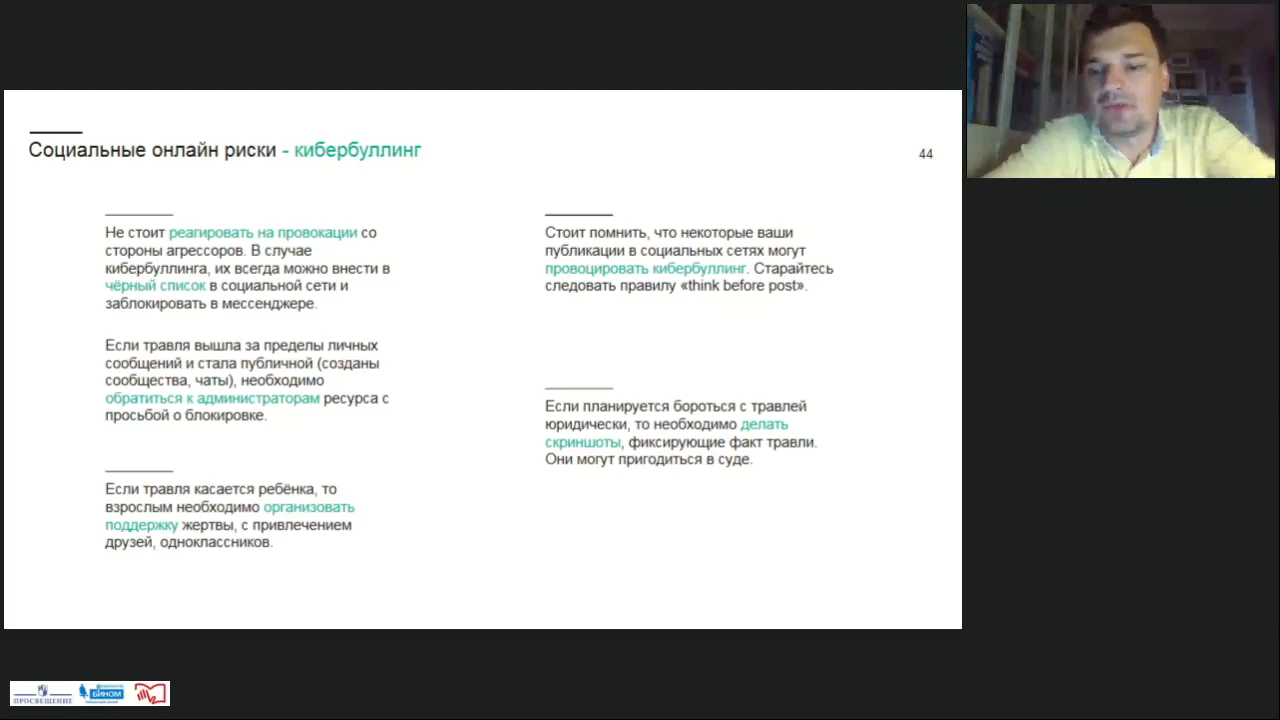 Социальные онлайн риски - кибербуллинг
44
Не стоит реагировать на провокации со
стороны агрессоров. В случае
кибербуллинга, их всегда можно внести в
чёрный список в социальной сети и
заблокировать в мессенджере.
Если травля вышла за пределы личных
сообщений и стала публичной (созданы
сообщества, чаты), необходимо
обратиться к администраторам ресурса с
просьбой о блокировке.
Если травля касается ребёнка, то
взрослым необходимо организовать
поддержку жертвы, с привлечением
друзей, одноклассников.
Стоит помнить, что некоторые ваши
публикации в социальных сетях могут
провоцировать кибербуллинг. Старайтесь
следовать правилу «think before post».
Если планируется бороться с травлей
юридически, то необходимо делать
скриншоты, фиксирующие факт травли.
Они могут пригодиться в суде.
ПРОСВЕЩЕНИЕ
БИНОМ